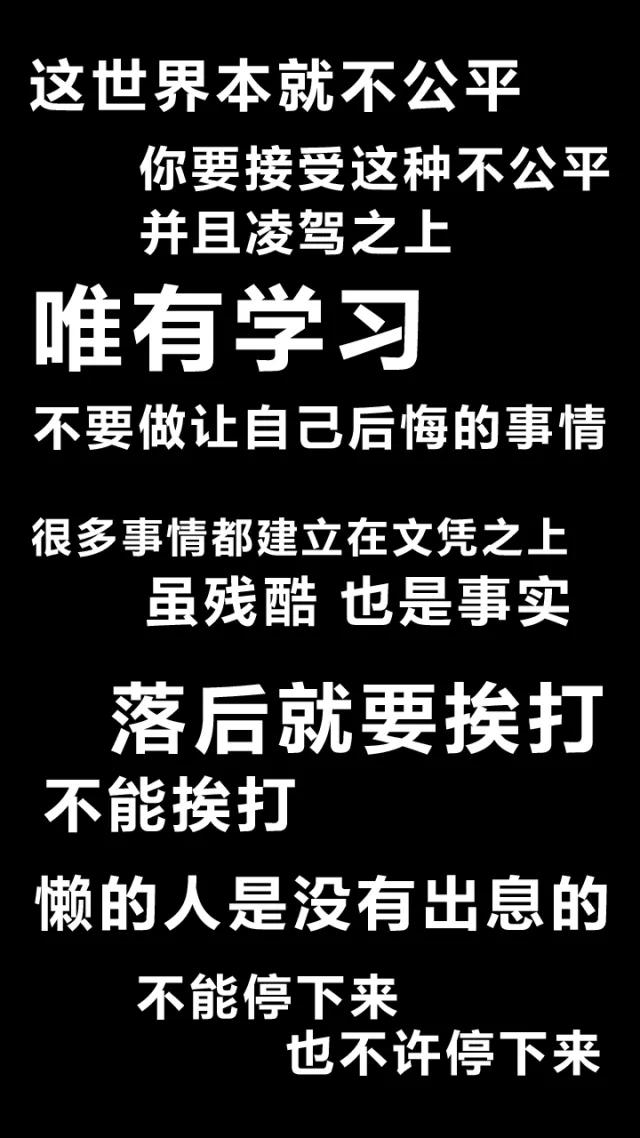 这世界本就不公平
你要接受这种不公平
并且凌驾之上
唯有学习
不要做让自己后悔的事情
很多事情都建立在文凭之上
虽残酷 也是事实
落后就要挨打
不能挨打
懒的人是没有出息的
不能停下来
也不许停下来